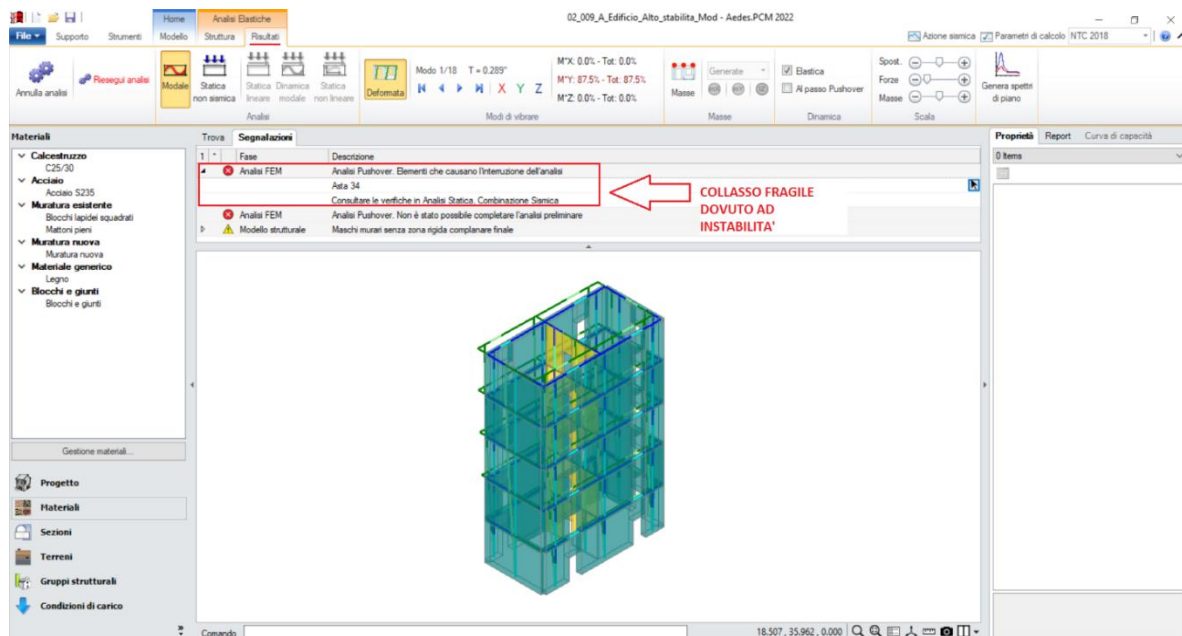 02_009_A_Edificio_Alto_stabilita_Mod - Aedes.PCM 2022
Home
Analisi Elastiche
File
Supporto
Strumenti
Modello
Struttura
Risultati
Azione sismica
Parametri di calcolo
NTC 2018
Annulla analisi
Riesegui analisi
Modale
Statica
non sismica
Statica
lineare
Dinamica
modale
Statica
non lineare
Analisi
Deformata
Modo 1/18 T = 0.289"
X Y Z
M*X: 0.0% - Tot: 0.0%
M*Y: 87.5% - Tot: 87.5%
M*Z: 0.0% - Tot: 0.0%
Modi di vibrare
Masse
Generate
Masse
Elastica
Al passo Pushover
Dinamica
Spost.
Forze
Masse
Scala
Genera spettri
di piano
Materiali
Calcestruzzo
C25/30
Acciaio
Acciaio S235
Muratura esistente
Blocchi lapidei squadrati
Mattoni pieni
Muratura nuova
Muratura nuova
Materiale generico
Legno
Blocchi e giunti
Blocchi e giunti
Gestione materiali...
Progetto
Materiali
Sezioni
Terreni
Gruppi strutturali
Condizioni di carico
Trova
Segnalazioni
1 * Fase Descrizione
Analisi FEM Analisi Pushover. Elementi che causano l'interruzione dell'analisi
Asta 34
Consultare le verifiche in Analisi Statica, Combinazione Sismica
Analisi FEM Analisi Pushover. Non è stato possibile completare l'analisi preliminare
Modello strutturale Maschi murari senza zona rigida complanare finale
COLLASSO FRAGILE
DOVUTO AD
INSTABILITA'
Proprietà
Report
Curva di capacità
0 Items
Comando
18.507 , 35.962 , 0.000